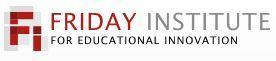 Fi FRIDAY INSTITUTE
FOR EDUCATIONAL INNOVATION